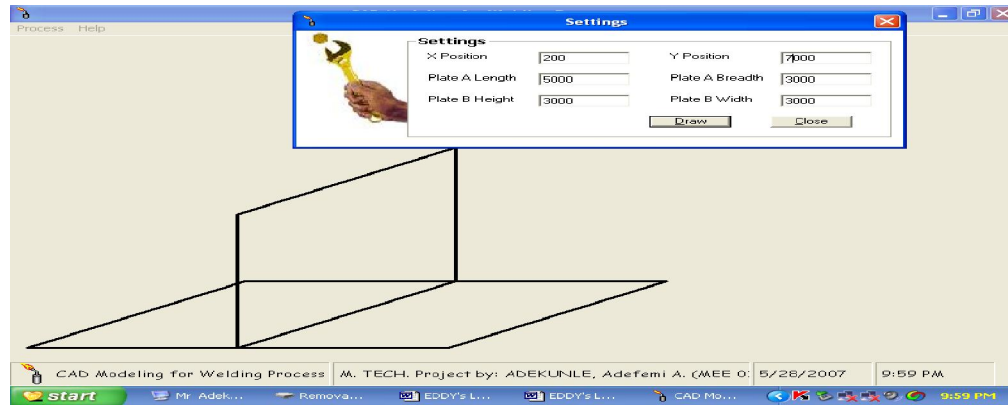 Settings
Process Help
Settings
X Position 200 Y Position 7000
Plate A Length 5000 Plate A Breadth 3000
Plate B Height 3000 Plate B Width 3000
Draw Close
CAD Modeling for Welding Process M. TECH. Project by: ADEKUNLE, Adefemi A. (MEE O: 5/28/2007 9:59 PM
start Mr Adek... Remova... EDDY's L... EDDY's L... CAD Mo... 9:59 PM